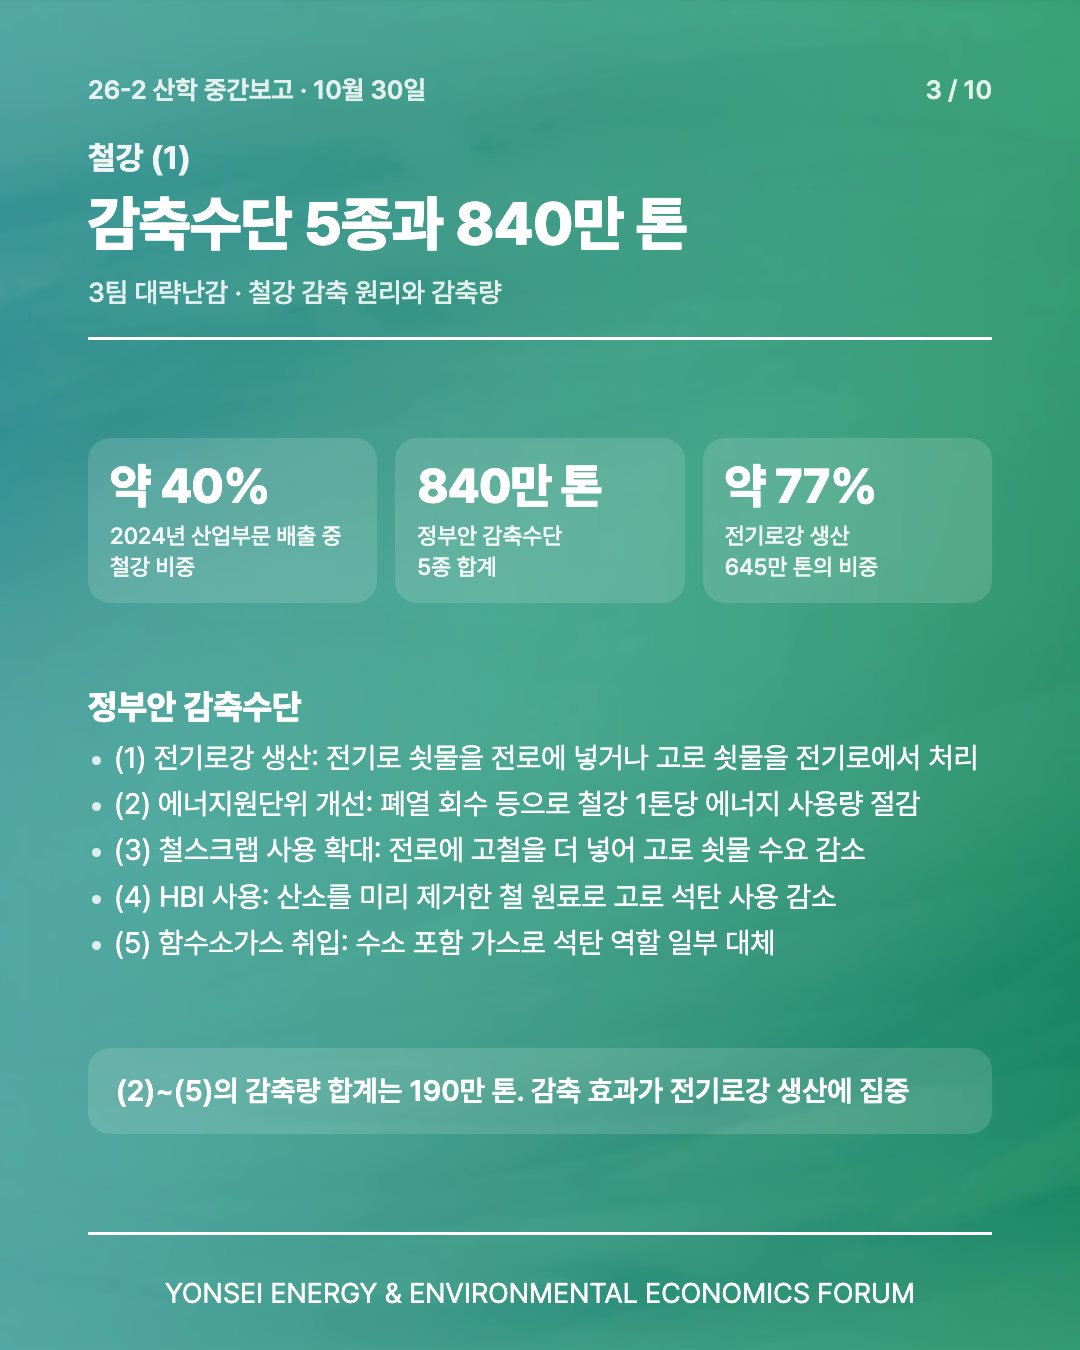 26-2 산학 중간보고 · 10월 30일
3 / 10
철강 (1)
감축수단 5종과 840만 톤
3팀 대략난감 · 철강 감축 원리와 감축량
약 40%
2024년 산업부문 배출 중
철강 비중
840만 톤
정부안 감축수단
5종 합계
약 77%
전기로강 생산
645만 톤의 비중
정부안 감축수단
• (1) 전기로강 생산: 전기로 쇳물을 전로에 넣거나 고로 쇳물을 전기로에서 처리
• (2) 에너지원단위 개선: 폐열 회수 등으로 철강 1톤당 에너지 사용량 절감
• (3) 철스크랩 사용 확대: 전로에 고철을 더 넣어 고로 쇳물 수요 감소
• (4) HBI 사용: 산소를 미리 제거한 철 원료로 고로 석탄 사용 감소
• (5) 함수소가스 취입: 수소 포함 가스로 석탄 역할 일부 대체
(2)~(5)의 감축량 합계는 190만 톤. 감축 효과가 전기로강 생산에 집중
YONSEI ENERGY & ENVIRONMENTAL ECONOMICS FORUM